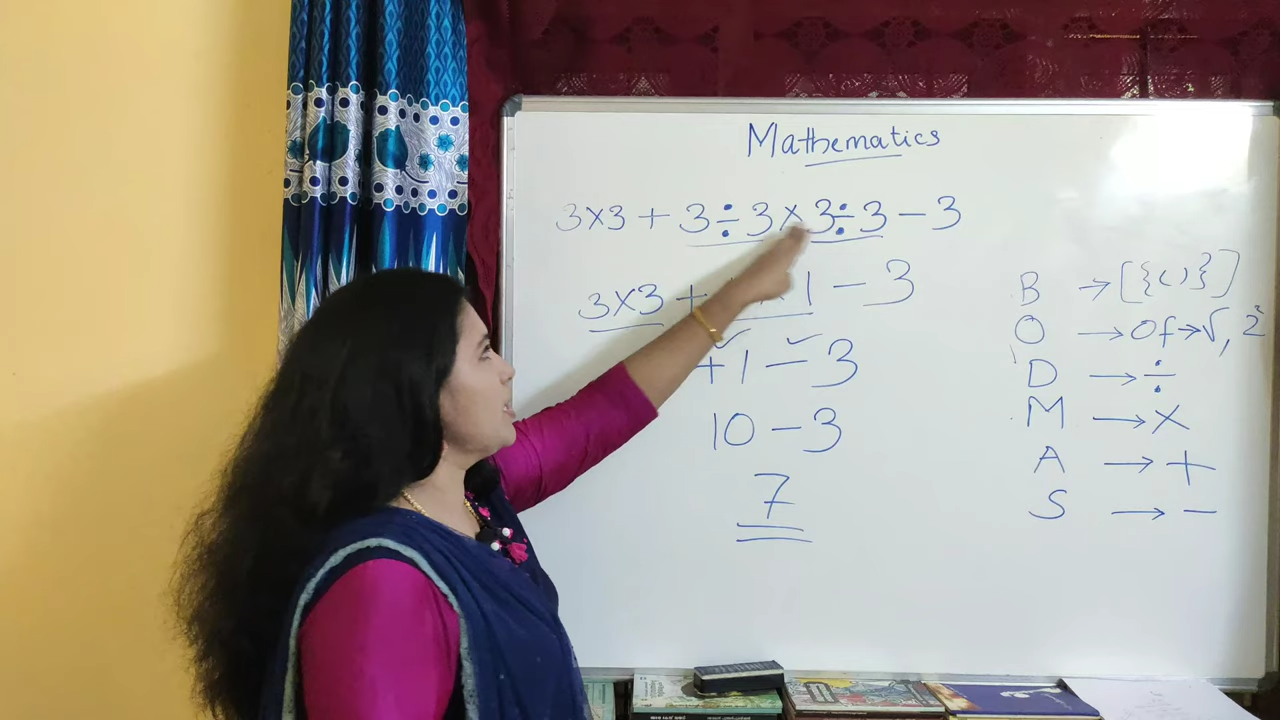 Mathematics
3×3 + 3÷3×3÷3 − 3
3×3 + 1 − 3
+1 − 3
10 − 3
7
B → [{()}]
O → Of → √, 2²
D → ÷
M → ×
A → +
S → −